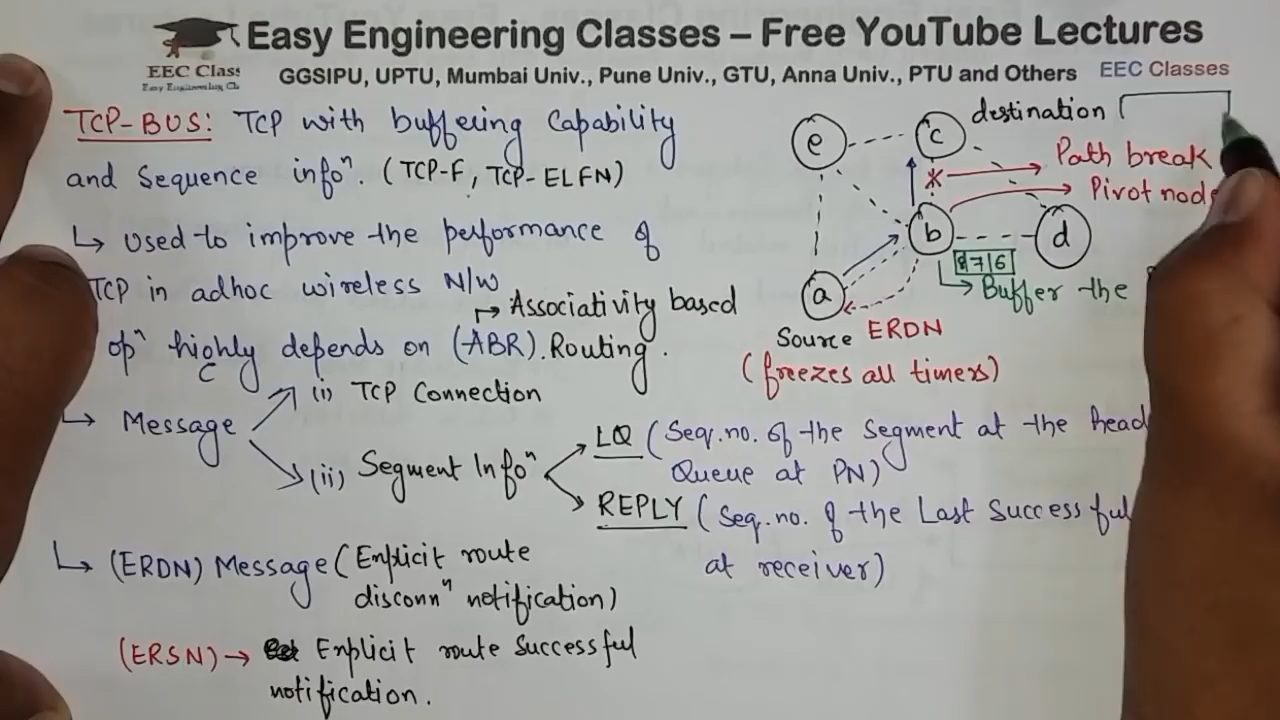 Easy Engineering Classes – Free YouTube Lectures
EEC Class
Easy Engineering Cl
GGSIPU, UPTU, Mumbai Univ., Pune Univ., GTU, Anna Univ., PTU and Others EEC Classes
TCP-BUS: TCP with buffering Capability
and Sequence infoⁿ. (TCP-F, TCP-ELFN)
↳ Used to improve the performance of
TCP in adhoc wireless N/W
→ Associativity based
opⁿ highly depends on (ABR). Routing.
C
↳ Message
(i) TCP Connection
(ii) Segment Infoⁿ
LQ (Seq. no. of the Segment at the head
Queue at PN)
REPLY (Seq. no. of the Last Successful
at receiver)
↳ (ERDN) Message (Explicit route
disconnⁿ notification)
(ERSN) → Explicit route Successful
notification.
e
c
destination
Path break
Pivot node
b
d
8 7 6
Buffer the
a
Source
ERDN
(freezes all timers)